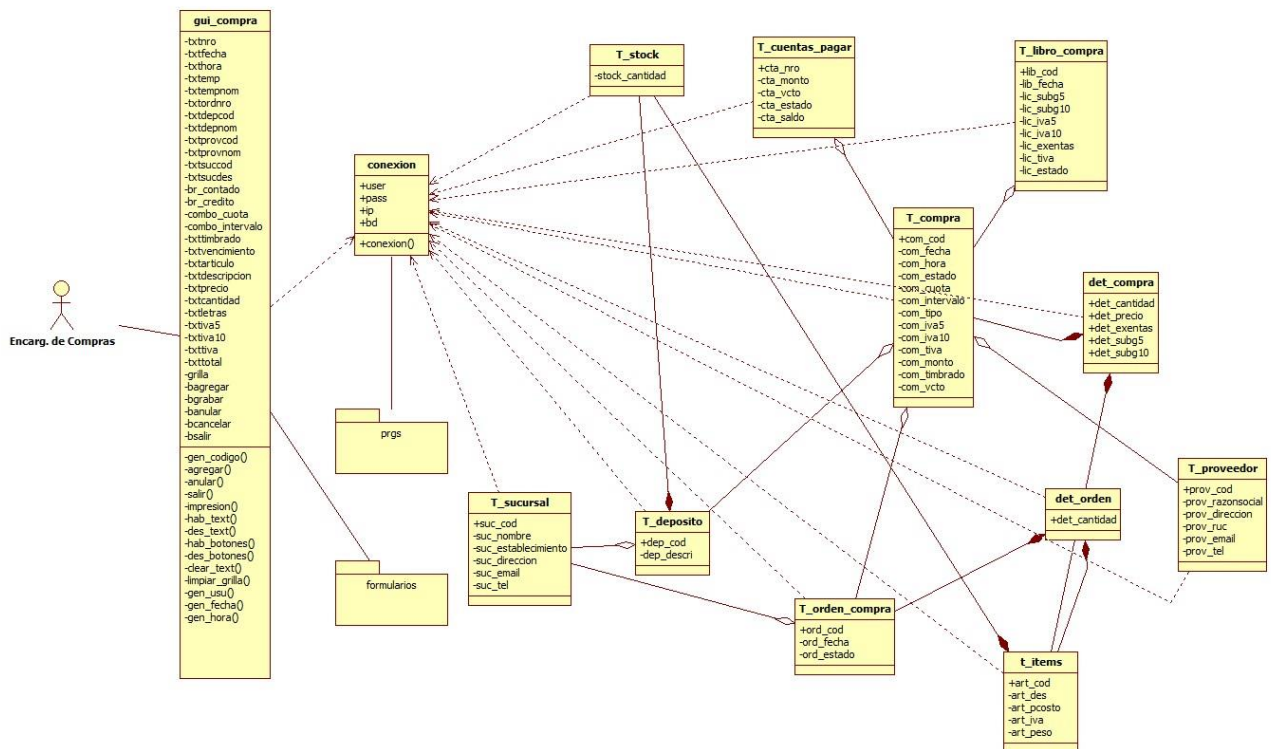 gui_compra
-txtnro
-txtfecha
-txthora
-txtemp
-txtempnom
-txtordnro
-txtdepcod
-txtdepnom
-txtprovcod
-txtprovnom
-txtsuccod
-txtsucdes
-br_contado
-br_credito
-combo_cuota
-combo_intervalo
-txttimbrado
-txtvencimiento
-txtarticulo
-txtdescripcion
-txtprecio
-txtcantidad
-txtletras
-txtiva5
-txtiva10
-txttiva
-txttotal
-grilla
-bagregar
-bgrabar
-banular
-bcancelar
-bsalir
-gen_codigo()
-agregar()
-anular()
-salir()
-impresion()
-hab_text()
-des_text()
-hab_botones()
-des_botones()
-clear_text()
-limpiar_grilla()
-gen_usu()
-gen_fecha()
-gen_hora()
Encarg. de Compras
conexion
+user
+pass
+ip
+bd
+conexion()
prgs
formularios
T_stock
-stock_cantidad
T_cuentas_pagar
+cta_nro
-cta_monto
-cta_vcto
-cta_estado
-cta_saldo
T_libro_compra
+lib_cod
-lib_fecha
-lic_subg5
-lic_subg10
-lic_iva5
-lic_iva10
-lic_exentas
-lic_tiva
-lic_estado
T_compra
+com_cod
-com_fecha
-com_hora
-com_estado
-com_cuota
-com_intervalo
-com_tipo
-com_iva5
-com_iva10
-com_tiva
-com_monto
-com_timbrado
-com_vcto
det_compra
+det_cantidad
+det_precio
+det_exentas
+det_subg5
+det_subg10
T_sucursal
+suc_cod
-suc_nombre
-suc_establecimiento
-suc_direccion
-suc_email
-suc_tel
T_deposito
+dep_cod
-dep_descri
det_orden
+det_cantidad
T_proveedor
+prov_cod
-prov_razonsocial
-prov_direccion
-prov_ruc
-prov_email
-prov_tel
T_orden_compra
+ord_cod
-ord_fecha
-ord_estado
t_items
+art_cod
-art_des
-art_pcosto
-art_iva
-art_peso